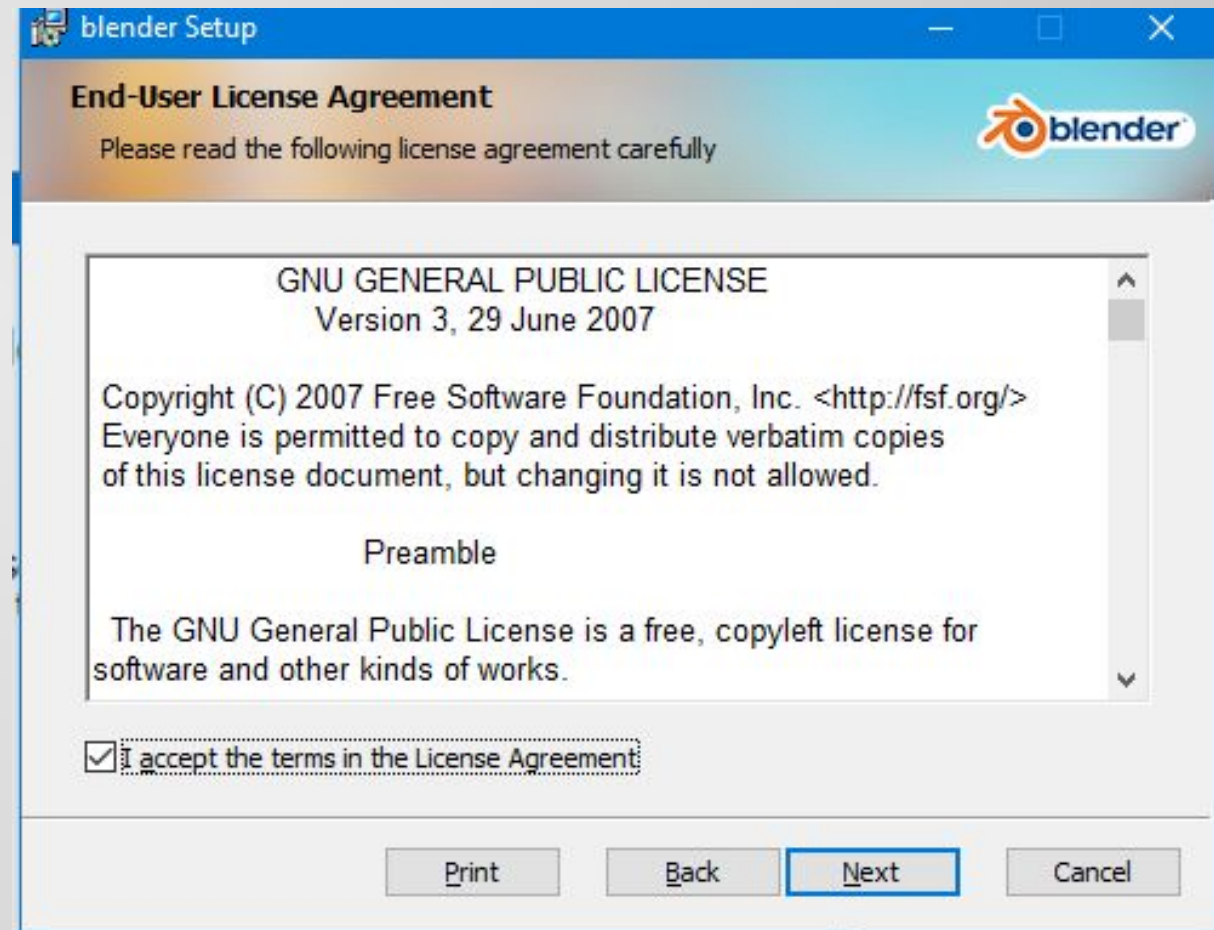 blender Setup
End-User License Agreement
Please read the following license agreement carefully
blender
GNU GENERAL PUBLIC LICENSE
Version 3, 29 June 2007
Copyright (C) 2007 Free Software Foundation, Inc. <http://fsf.org/>
Everyone is permitted to copy and distribute verbatim copies
of this license document, but changing it is not allowed.
Preamble
The GNU General Public License is a free, copyleft license for
software and other kinds of works.
I accept the terms in the License Agreement
Print Back Next Cancel